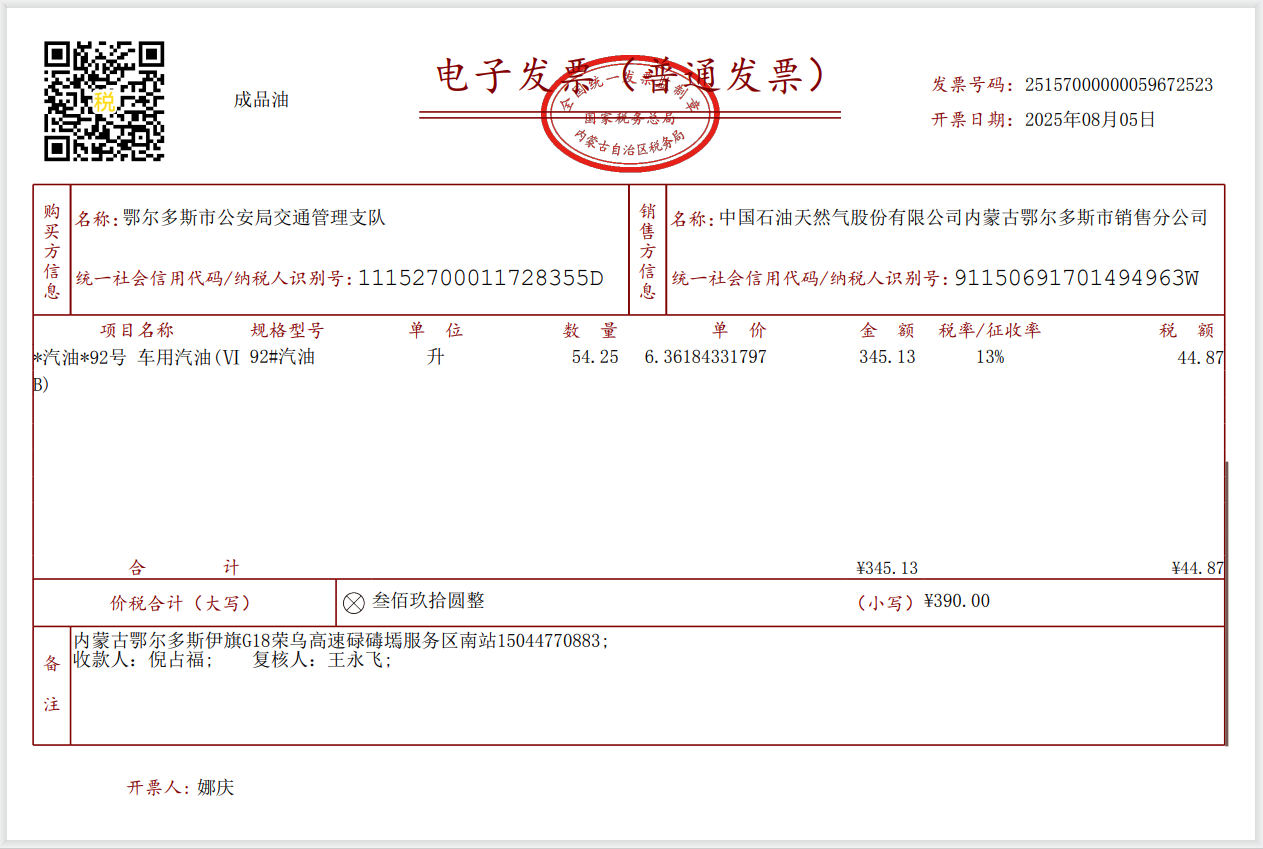 税
成品油
电子发票（普通发票）
全国统一发票监制章
国家税务总局
内蒙古自治区税务局
发票号码：25157000000059672523
开票日期：2025年08月05日
购买方信息
名称：鄂尔多斯市公安局交通管理支队
统一社会信用代码/纳税人识别号：11152700011728355D
销售方信息
名称：中国石油天然气股份有限公司内蒙古鄂尔多斯市销售分公司
统一社会信用代码/纳税人识别号：91150691701494963W
项目名称 规格型号 单 位 数 量 单 价 金 额 税率/征收率 税 额
*汽油*92号 车用汽油(VI 92#汽油 升 54.25 6.36184331797 345.13 13% 44.87
B)
合 计 ¥345.13 ¥44.87
价税合计（大写） ⊗ 叁佰玖拾圆整 （小写）¥390.00
备注
内蒙古鄂尔多斯伊旗G18荣乌高速碌碡墕服务区南站15044770883;
收款人: 倪占福; 复核人: 王永飞;
开票人：娜庆